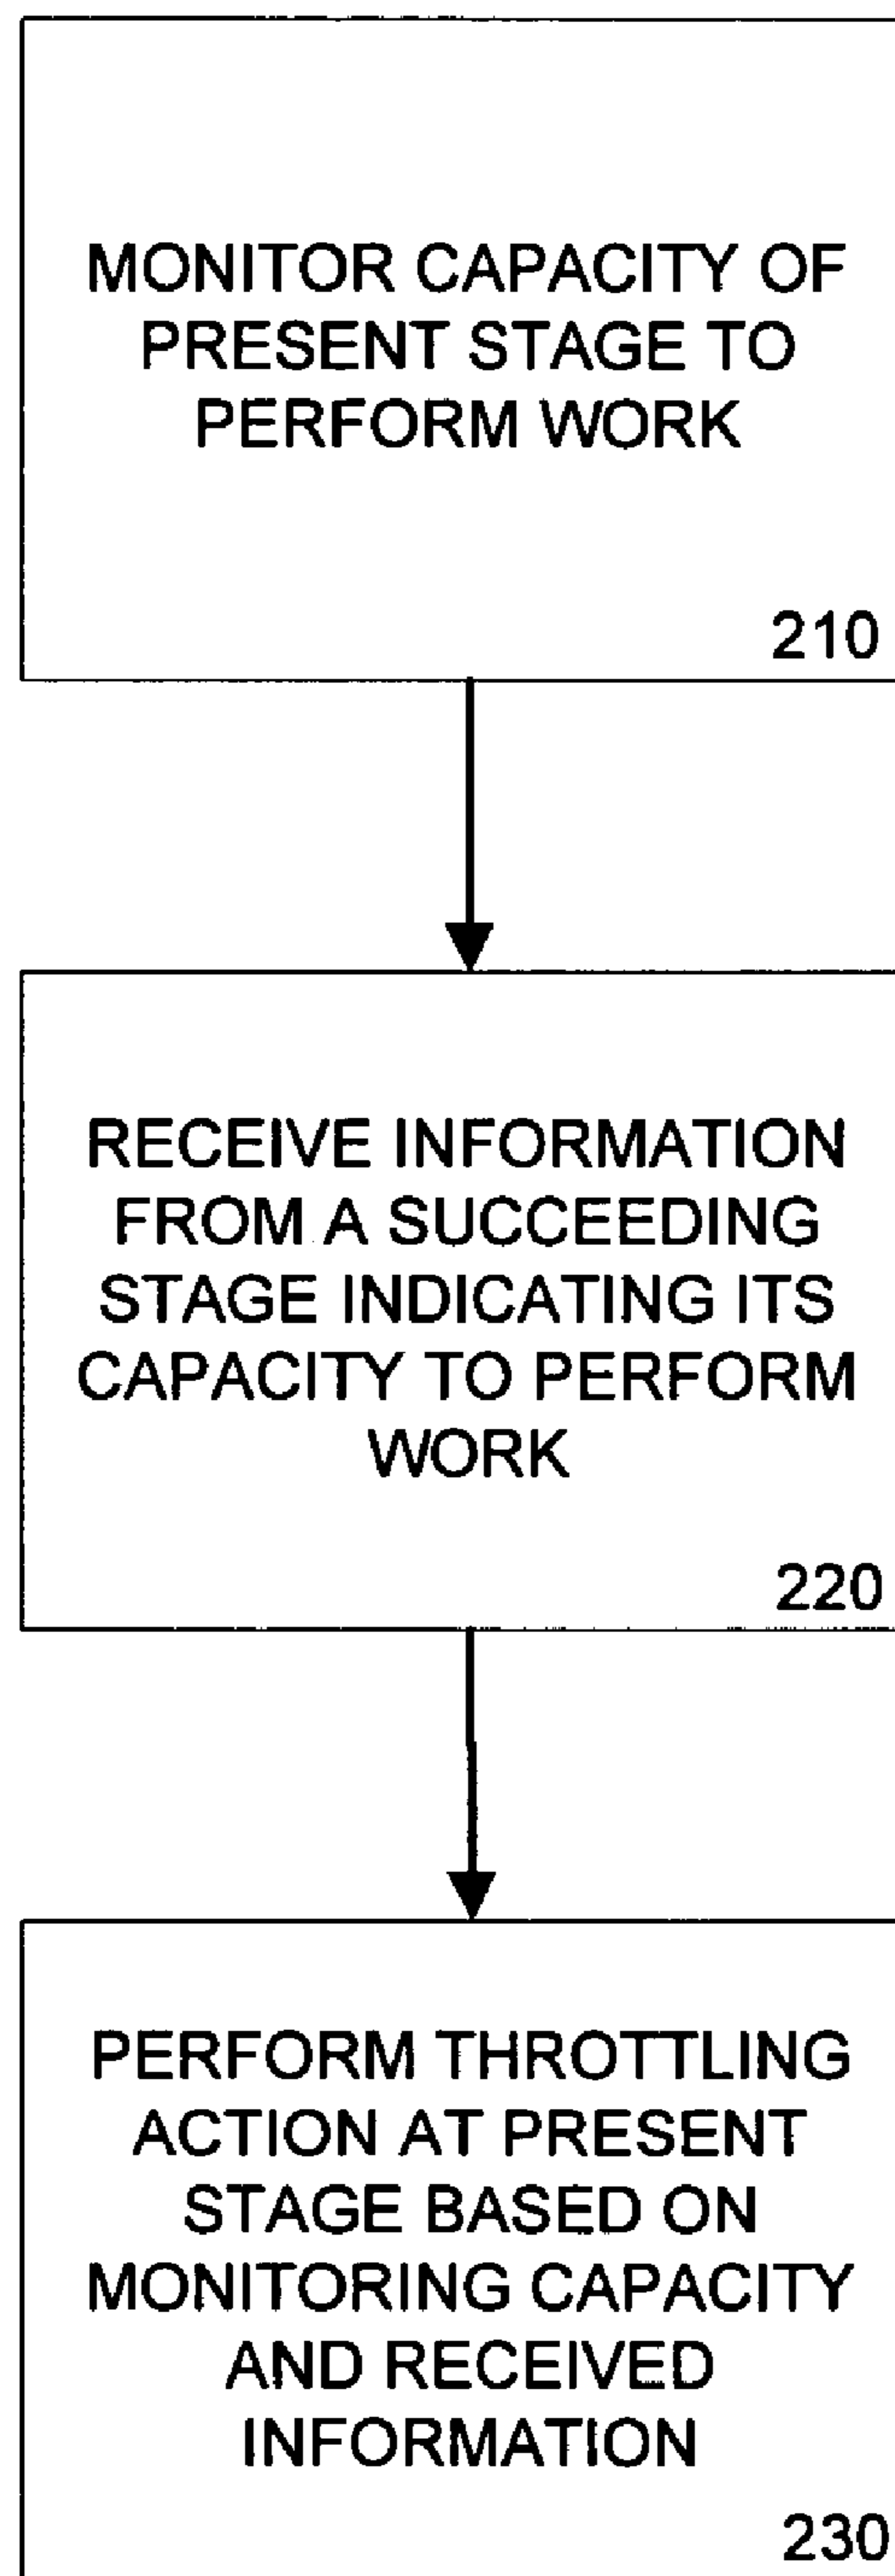 MONITOR CAPACITY OF
PRESENT STAGE TO
PERFORM WORK
210
RECEIVE INFORMATION
FROM A SUCCEEDING
STAGE INDICATING ITS
CAPACITY TO PERFORM
WORK
220
PERFORM THROTTLING
ACTION AT PRESENT
STAGE BASED ON
MONITORING CAPACITY
AND RECEIVED
INFORMATION
230